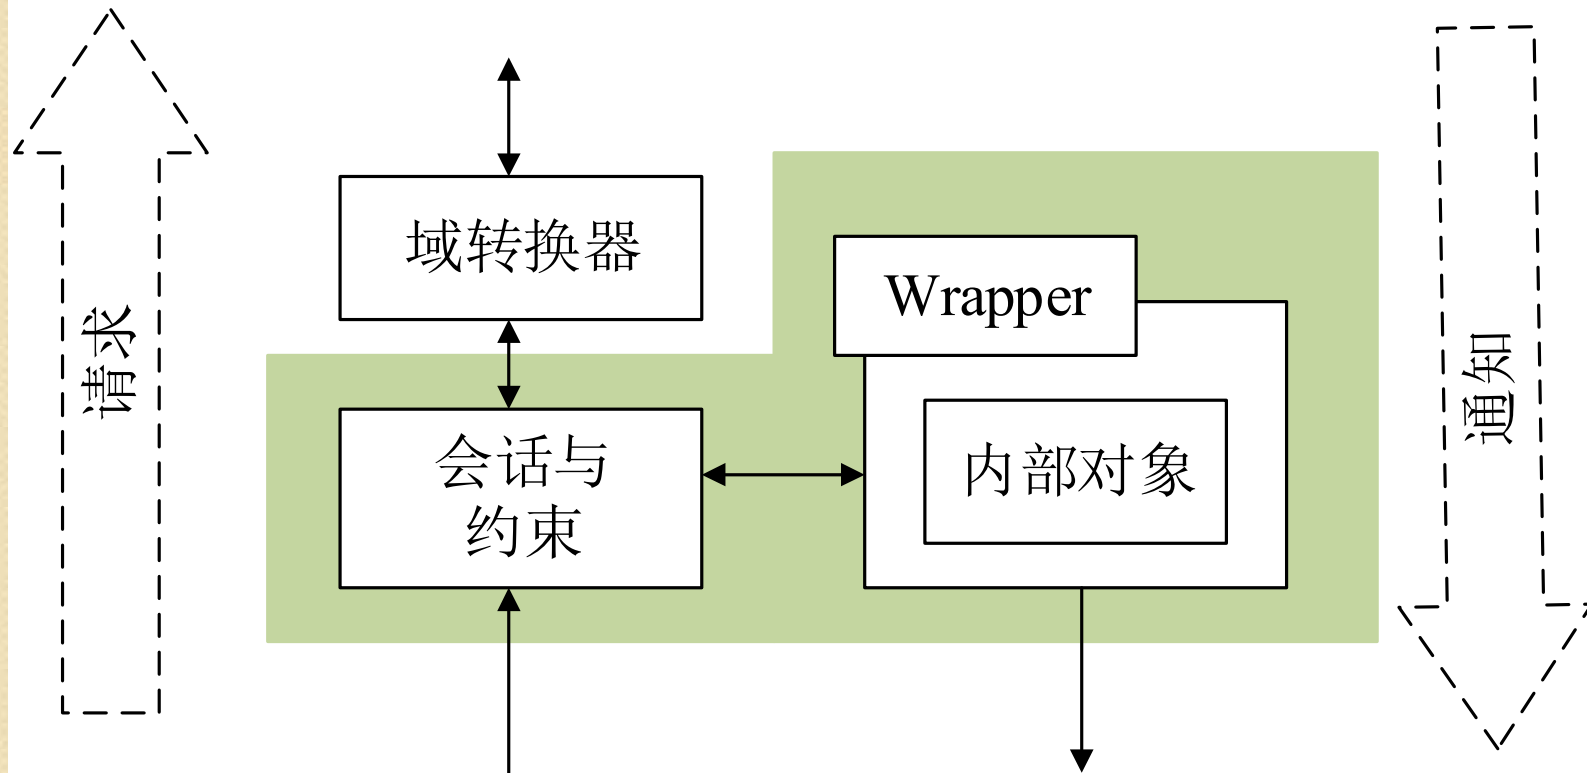 请求
域转换器
Wrapper
会话与
约束
内部对象
通知